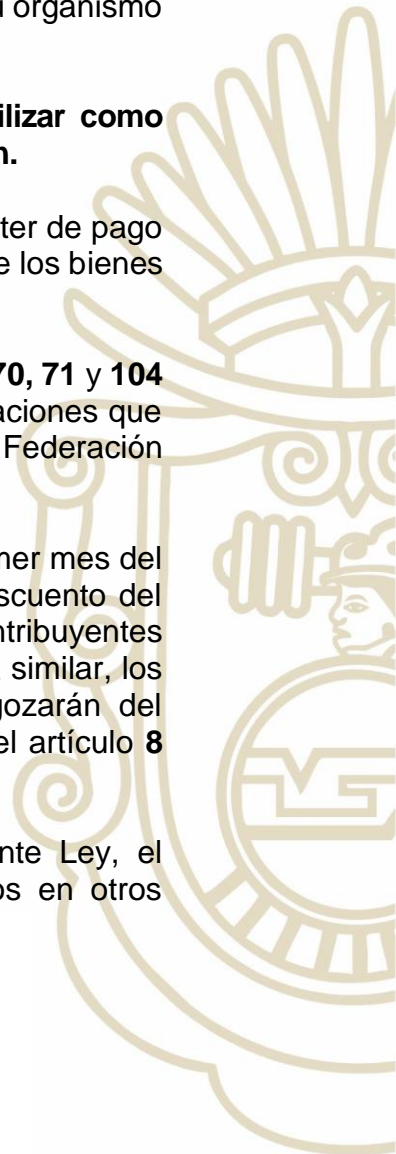 organismo
ilizar como
n.
ter de pago
e los bienes
70, 71 y 104
aciones que
Federación
mer mes del
scuento del
ntribuyentes
similar, los
gozarán del
el artículo 8
nte Ley, el
os en otros